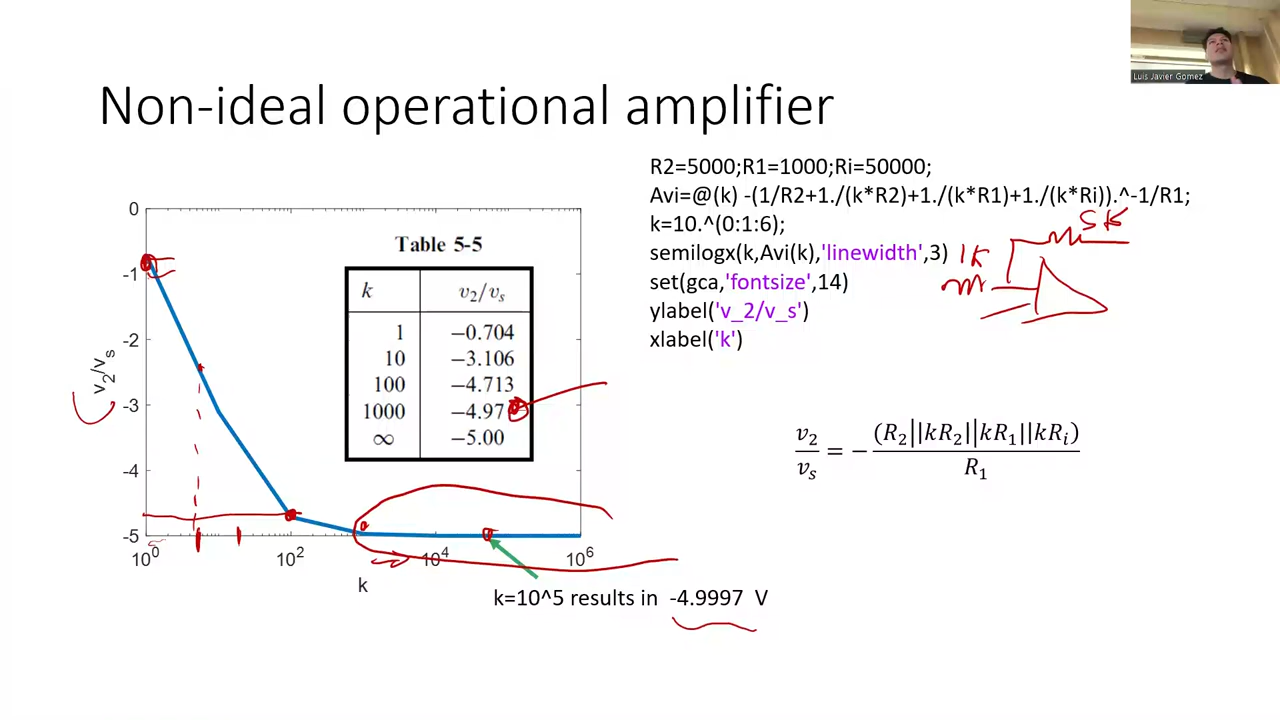 Luis Javier Gomez
Non-ideal operational amplifier
R2=5000;R1=1000;Ri=50000;
Avi=@(k) -(1/R2+1./(k*R2)+1./(k*R1)+1./(k*Ri)).^-1/R1;
k=10.^(0:1:6);
semilogx(k,Avi(k),'linewidth',3)
set(gca,'fontsize',14)
ylabel('v_2/v_s')
xlabel('k')
5K
1K
0
-1
-2
-3
-4
-5
v₂/vₛ
10⁰
10²
10⁴
10⁶
k
Table 5-5
k v₂/vₛ
1 −0.704
10 −3.106
100 −4.713
1000 −4.97
∞ −5.00
v₂/vₛ = − (R₂||kR₂||kR₁||kRᵢ)/R₁
k=10^5 results in -4.9997 V